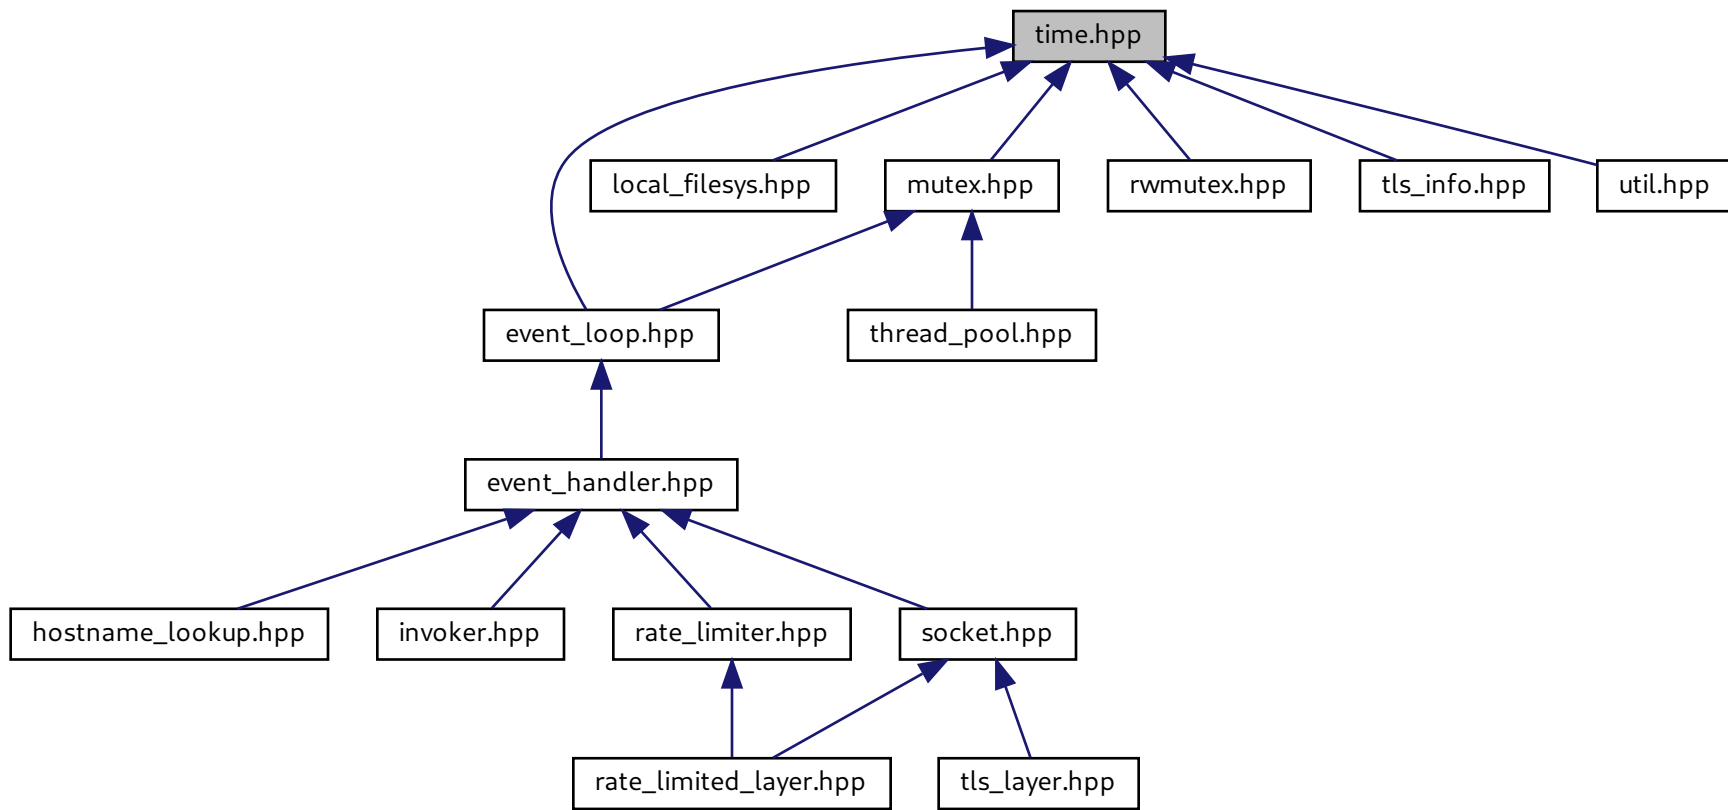 time.hpp
local_filesys.hpp
mutex.hpp
rwmutex.hpp
tls_info.hpp
util.hpp
event_loop.hpp
thread_pool.hpp
event_handler.hpp
hostname_lookup.hpp
invoker.hpp
rate_limiter.hpp
socket.hpp
rate_limited_layer.hpp
tls_layer.hpp